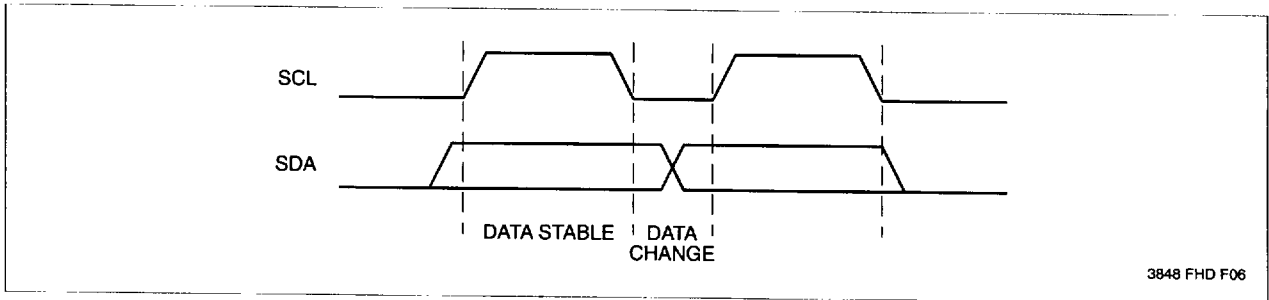 SCL
SDA
DATA STABLE
DATA
CHANGE
3848 FHD F06